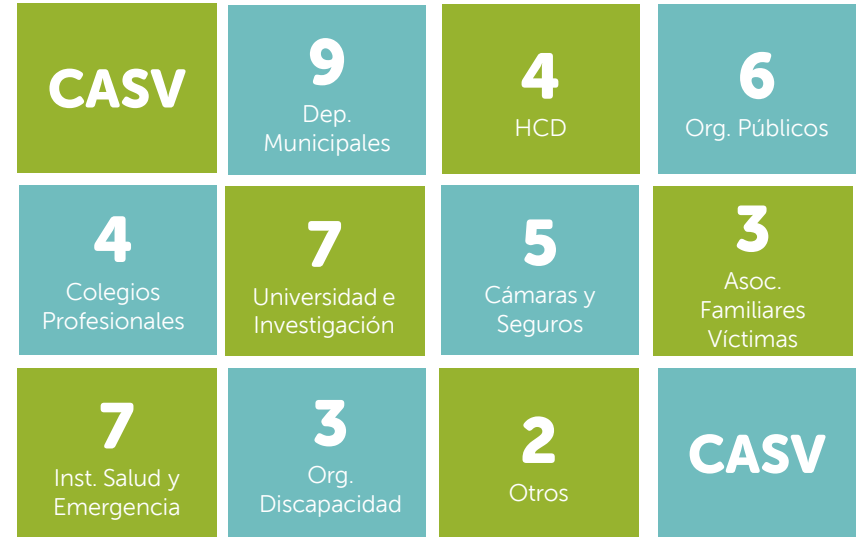 CASV
9
Dep.
Municipales
4
HCD
6
Org. Públicos
4
Colegios
Profesionales
7
Universidad e
Investigación
5
Cámaras y
Seguros
3
Asoc.
Familiares
Víctimas
7
Inst. Salud y
Emergencia
3
Org.
Discapacidad
2
Otros
CASV